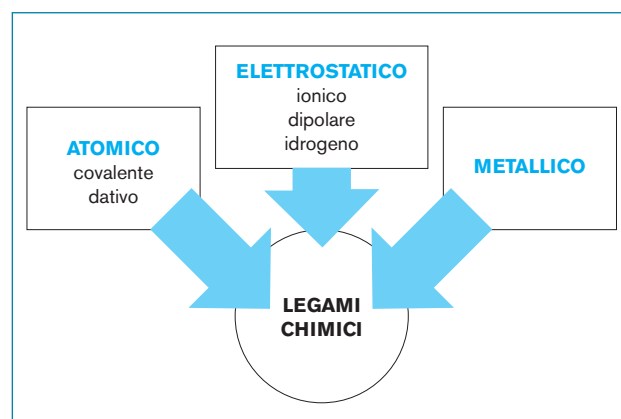 ELETTROSTATICO
ionico
dipolare
idrogeno
ATOMICO
covalente
dativo
METALLICO
LEGAMI
CHIMICI